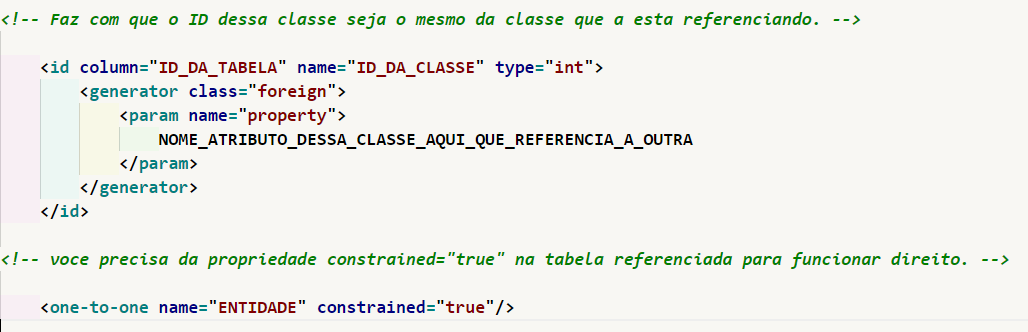 <!-- Faz com que o ID dessa classe seja o mesmo da classe que a esta referenciando. -->
<id column="ID_DA_TABELA" name="ID_DA_CLASSE" type="int">
<generator class="foreign">
<param name="property">
NOME_ATRIBUTO_DESSA_CLASSE_AQUI_QUE_REFERENCIA_A_OUTRA
</param>
</generator>
</id>
<!-- voce precisa da propriedade constrained="true" na tabela referenciada para funcionar direito. -->
<one-to-one name="ENTIDADE" constrained="true"/>